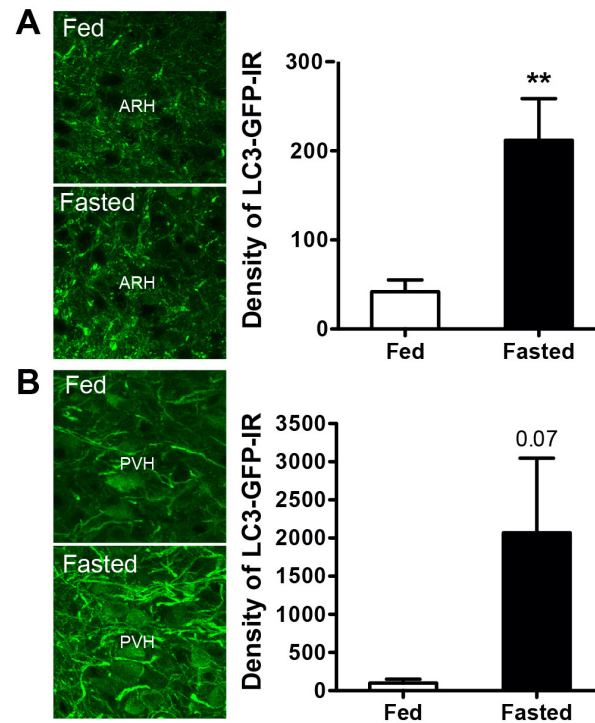 A
Fed
ARH
Fasted
ARH
Density of LC3-GFP-IR
300
200
100
0
**
Fed Fasted
B
Fed
PVH
Fasted
PVH
Density of LC3-GFP-IR
3500
3000
2500
2000
1500
1000
500
0
0.07
Fed Fasted